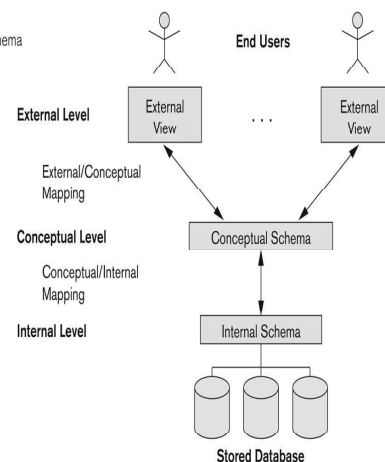 End Users
External Level
External
View
. . .
External
View
External/Conceptual
Mapping
Conceptual Level
Conceptual Schema
Conceptual/Internal
Mapping
Internal Level
Internal Schema
Stored Database